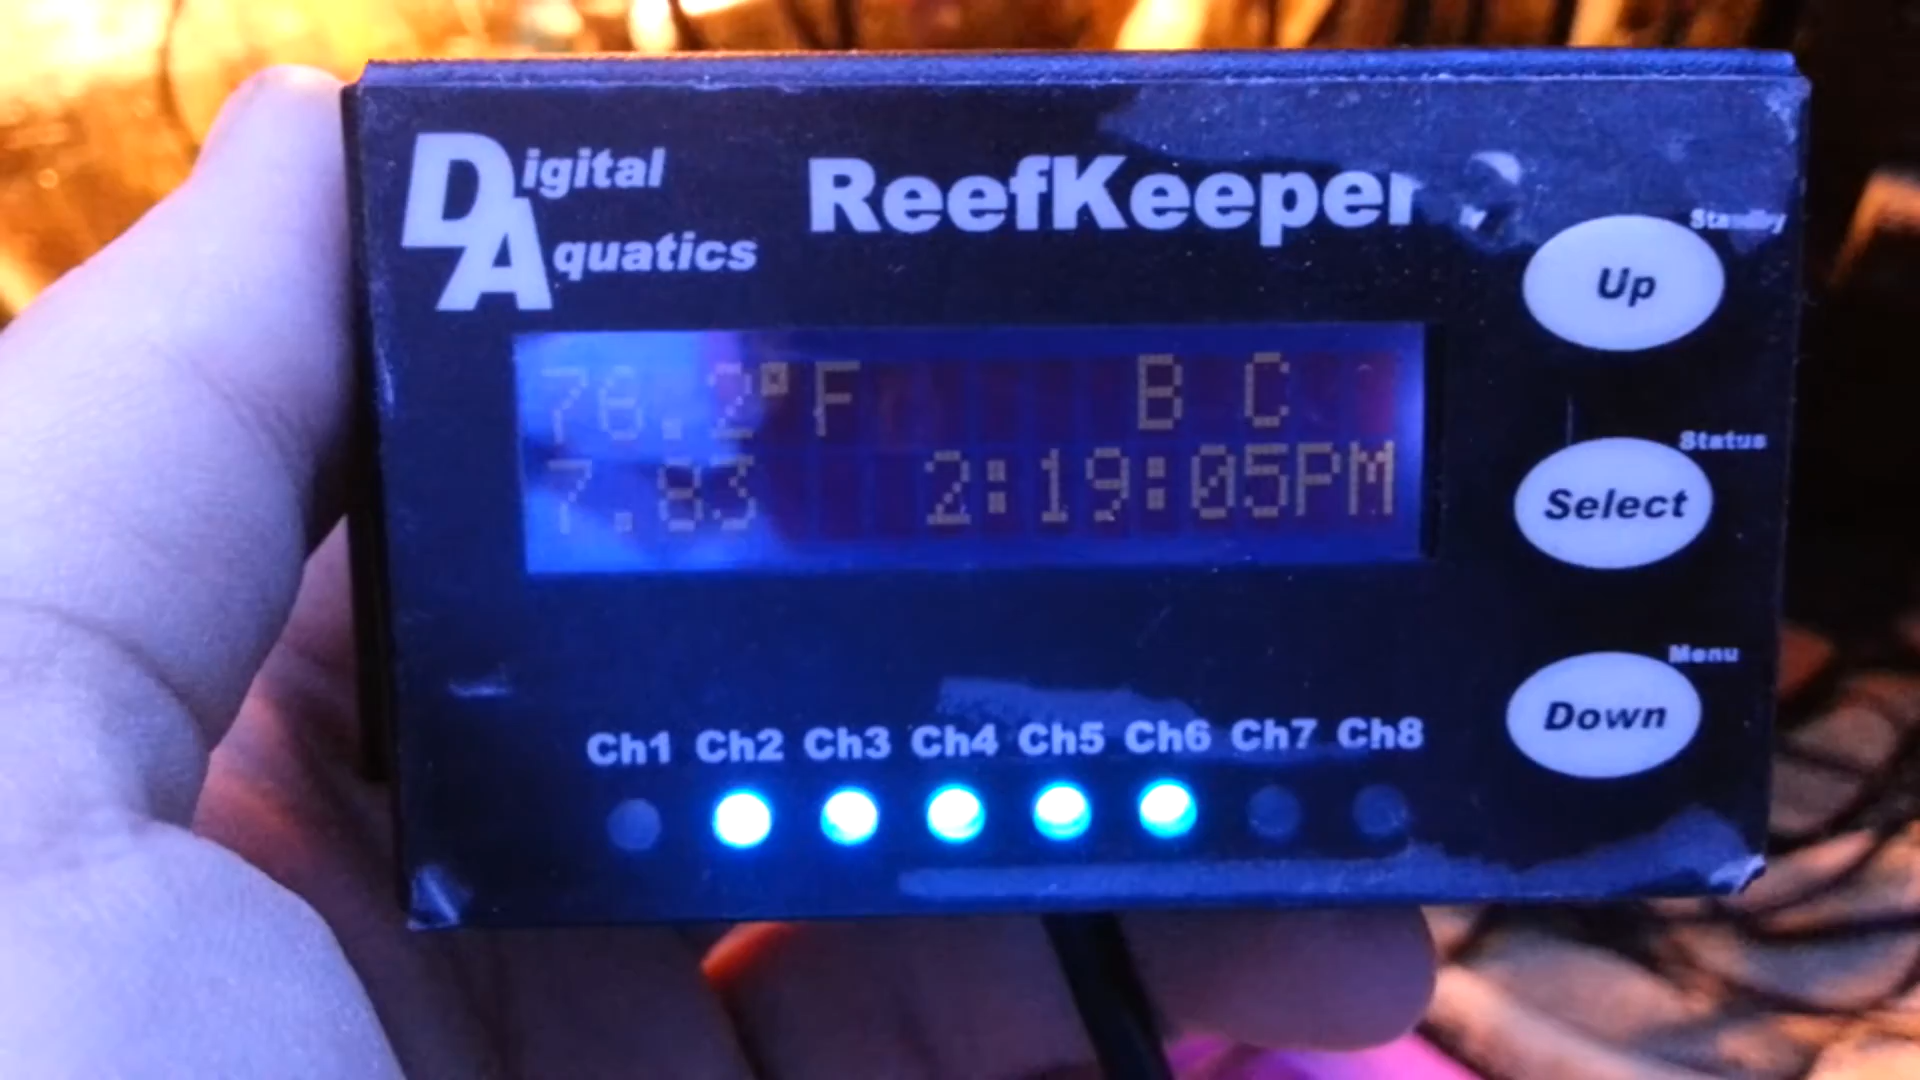 Digital
Aquatics
ReefKeeper
Standby
Up
76.2°F B C
7.83 2:19:05PM
Status
Select
Menu
Down
Ch1 Ch2 Ch3 Ch4 Ch5 Ch6 Ch7 Ch8